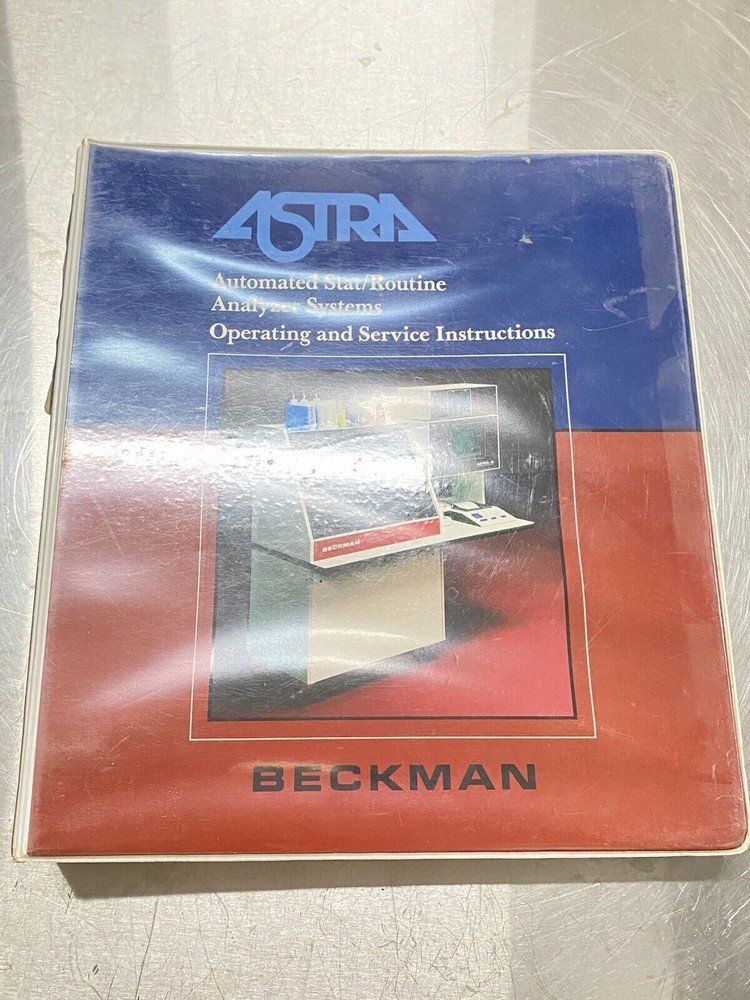 ASTRA
Automated Stat/Routine
Analyzer Systems
Operating and Service Instructions
BECKMAN
BECKMAN